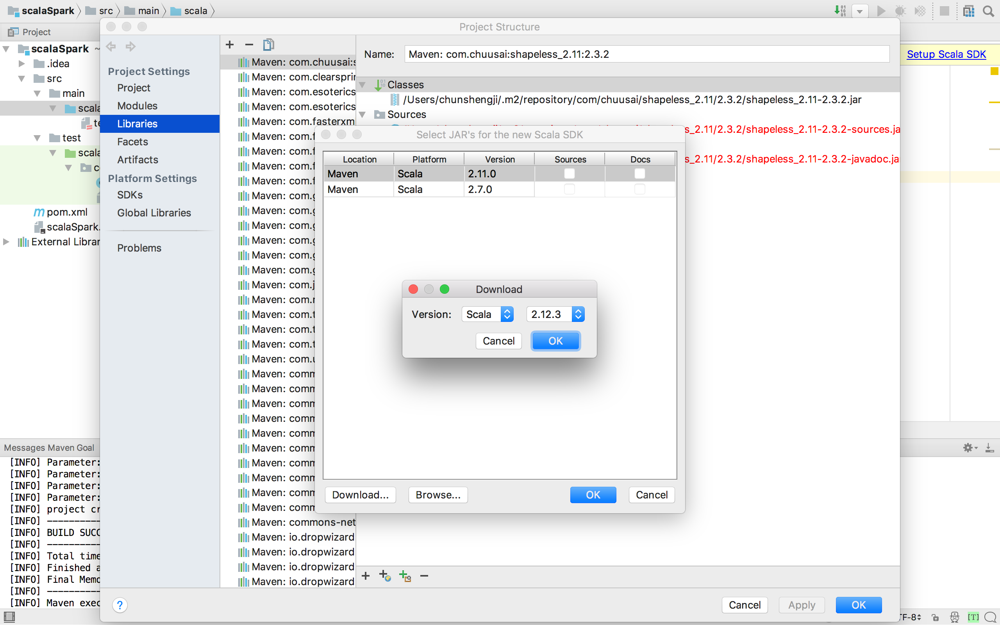 scalaSpark src main scala
Project
Project Structure
scalaSpark ~
.idea
src
main
scala
te
test
scala
c
pom.xml
scalaSpark.
External Librar
Project Settings
Project
Modules
Libraries
Facets
Artifacts
Platform Settings
SDKs
Global Libraries
Problems
Maven: com.chuusai:s
Maven: com.clearsprin
Maven: com.esoterics
Maven: com.esoterics
Maven: com.fasterxm
Maven: com.f
Maven: com.f
Maven: com.f
Maven: com.f
Maven: com.g
Maven: com.g
Maven: com.g
Maven: com.g
Maven: com.g
Maven: com.g
Maven: com.j
Maven: com.n
Maven: com.t
Maven: com.t
Maven: com.t
Maven: com.u
Maven: comm
Maven: comm
Maven: comm
Maven: comm
Maven: comm
Maven: comm
Maven: comm
Maven: comm
Maven: comm
Maven: comm
Maven: commons-net
Maven: io.dropwizard
Maven: io.dropwizard
Maven: io.dropwizard
Maven: io.dropwizard
Name: Maven: com.chuusai:shapeless_2.11:2.3.2
Setup Scala SDK
Classes
/Users/chunshengji/.m2/repository/com/chuusai/shapeless_2.11/2.3.2/shapeless_2.11-2.3.2.jar
Sources
s_2.11/2.3.2/shapeless_2.11-2.3.2-sources.ja
s_2.11/2.3.2/shapeless_2.11-2.3.2-javadoc.ja
Select JAR's for the new Scala SDK
Location Platform Version Sources Docs
Maven Scala 2.11.0
Maven Scala 2.7.0
Download
Version: Scala 2.12.3
Cancel OK
Download... Browse... OK Cancel
Messages Maven Goal
[INFO] Parameter:
[INFO] Parameter:
[INFO] Parameter:
[INFO] Parameter:
[INFO] project cr
[INFO] ----------
[INFO] BUILD SUCC
[INFO] ----------
[INFO] Total time
[INFO] Finished a
[INFO] Final Memo
[INFO] ----------
[INFO] Maven exec
? Cancel Apply OK
TF-8 [T]